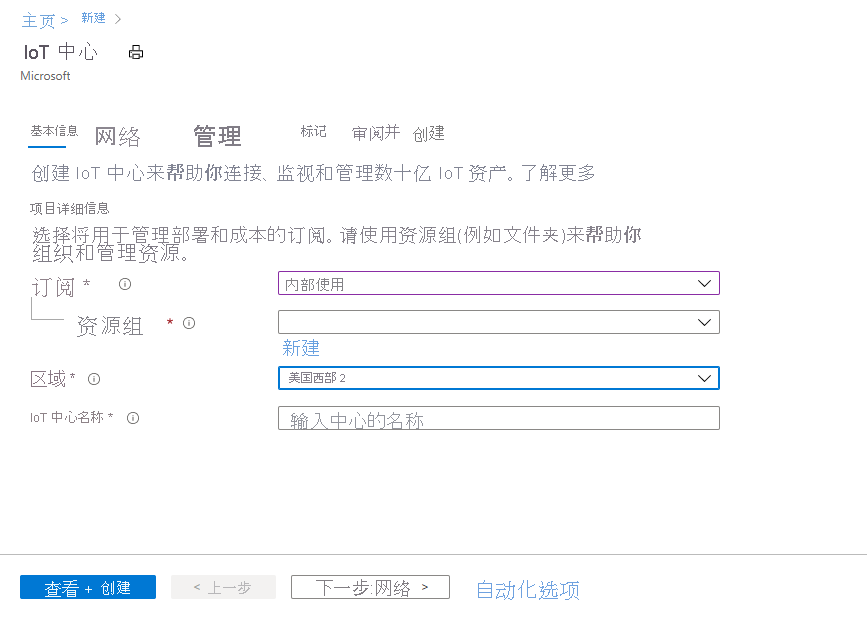 主页 > 新建 >
IoT 中心
Microsoft
基本信息 网络 管理 标记 审阅并 创建
创建 IoT 中心来帮助你连接、监视和管理数十亿 IoT 资产。了解更多
项目详细信息
选择将用于管理部署和成本的订阅。请使用资源组(例如文件夹)来帮助你
组织和管理资源。
订阅 * 内部使用
资源组 *
新建
区域 * 美国西部 2
IoT 中心名称 * 输入中心的名称
查看 + 创建 < 上一步 下一步:网络 > 自动化选项